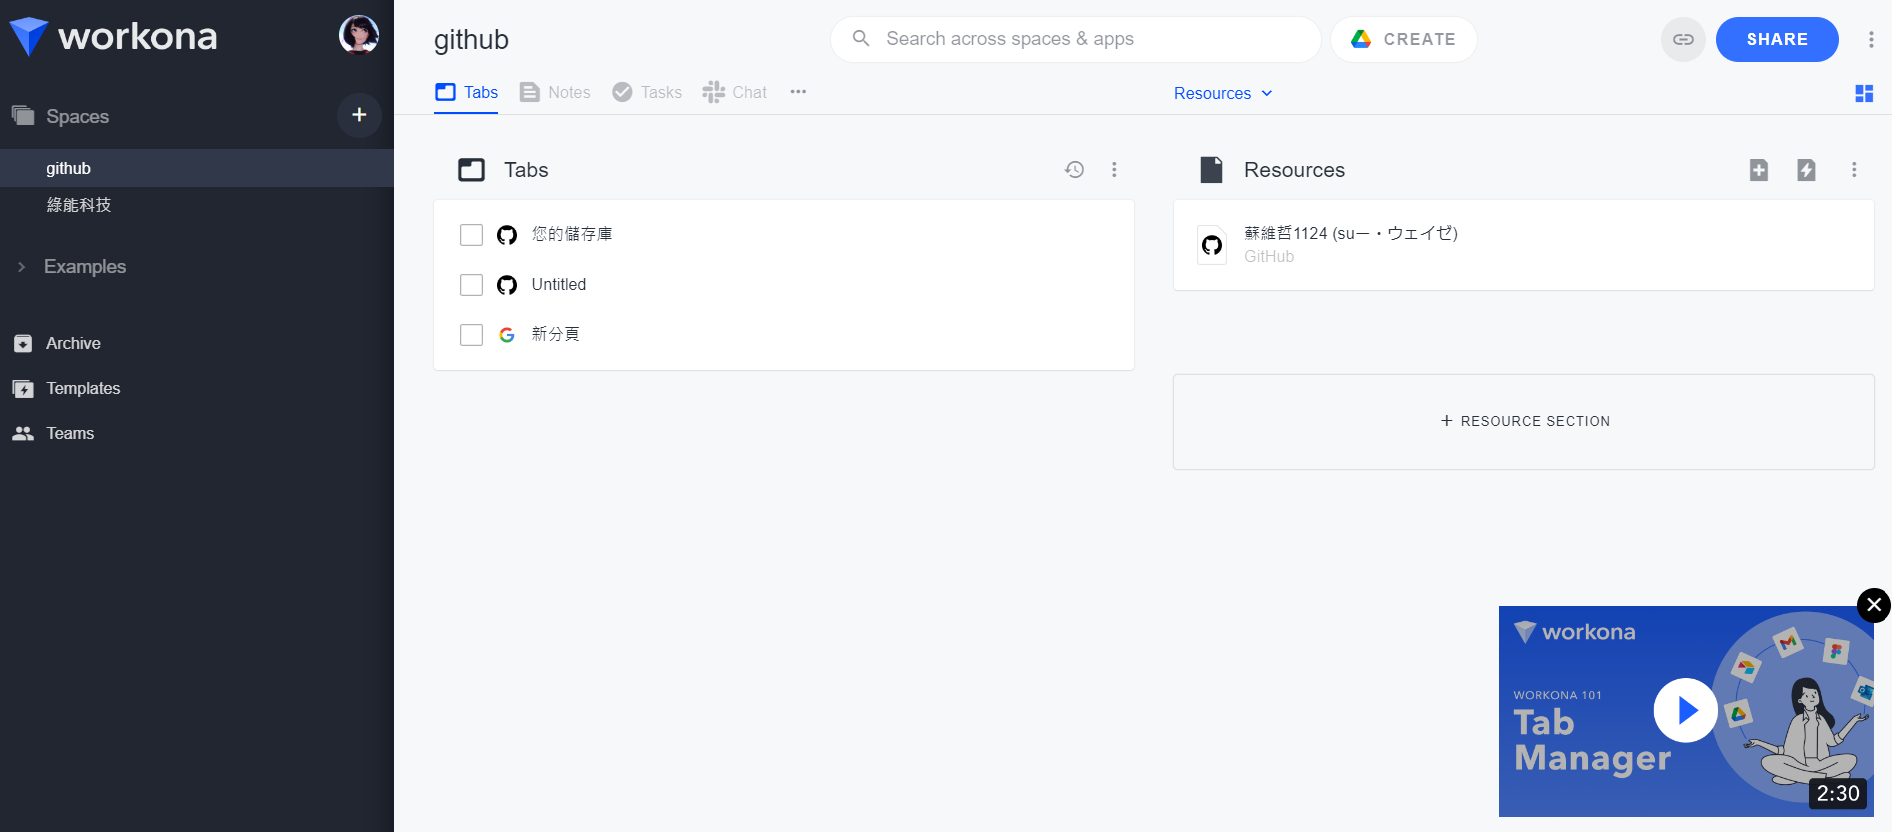 workona
Spaces
github
綠能科技
Examples
Archive
Templates
Teams
github
Search across spaces & apps
CREATE
SHARE
Tabs
Notes
Tasks
Chat
Resources
Tabs
您的儲存庫
Untitled
新分頁
Resources
蘇維哲1124 (suー・ウェイゼ)
GitHub
+ RESOURCE SECTION
workona
WORKONA 101
Tab
Manager
2:30